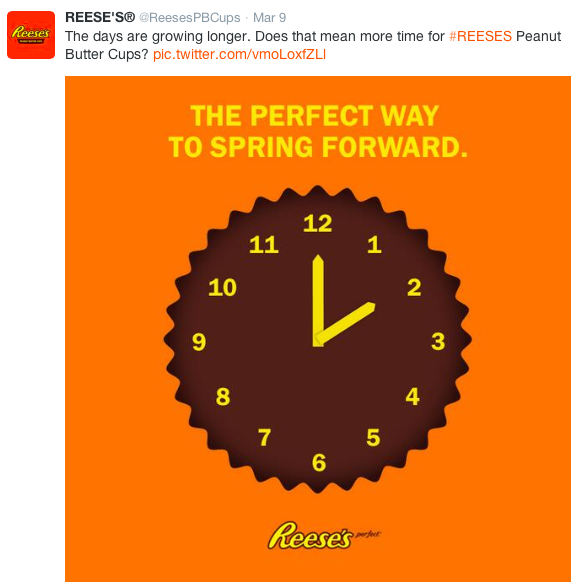 REESE'S® @ReesesPBCups · Mar 9
The days are growing longer. Does that mean more time for #REESES Peanut
Butter Cups? pic.twitter.com/vmoLoxfZLI
Reese's
THE PERFECT WAY
TO SPRING FORWARD.
12
11 1
10 2
9 3
8 4
7 5
6
Reese's perfect